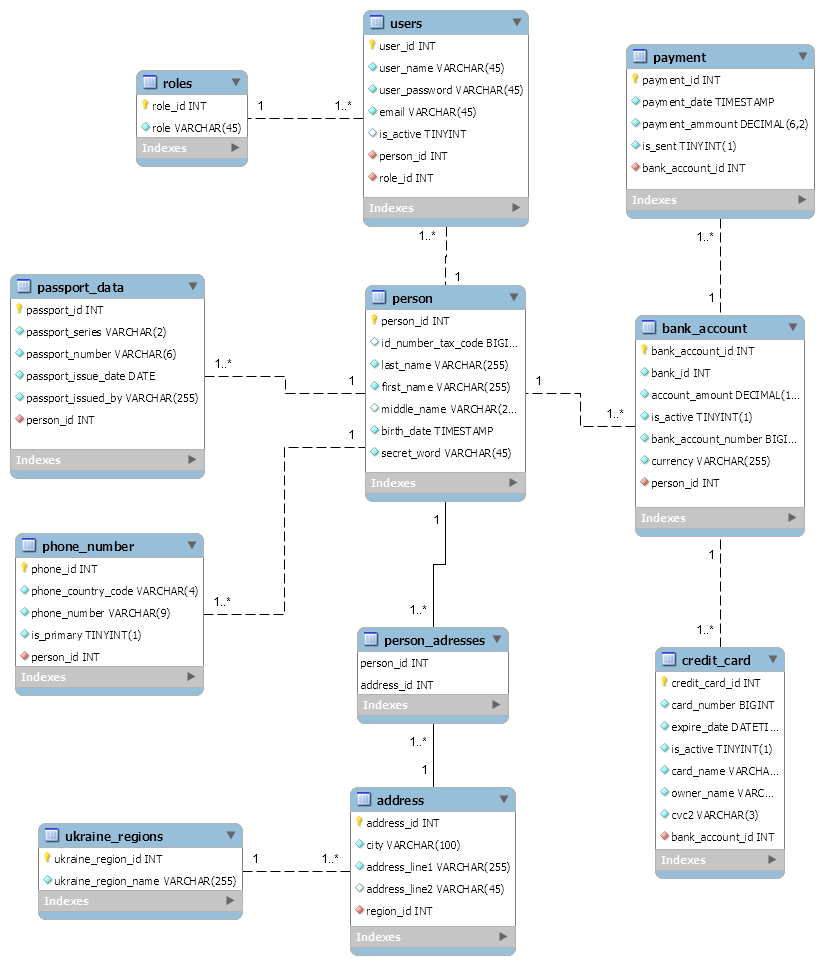 users
user_id INT
user_name VARCHAR(45)
user_password VARCHAR(45)
email VARCHAR(45)
is_active TINYINT
person_id INT
role_id INT
Indexes
roles
role_id INT
role VARCHAR(45)
Indexes
1
1..*
payment
payment_id INT
payment_date TIMESTAMP
payment_ammount DECIMAL(6,2)
is_sent TINYINT(1)
bank_account_id INT
Indexes
1..*
1
1..*
1
passport_data
passport_id INT
passport_series VARCHAR(2)
passport_number VARCHAR(6)
passport_issue_date DATE
passport_issued_by VARCHAR(255)
person_id INT
Indexes
1..*
1
person
person_id INT
id_number_tax_code BIGI...
last_name VARCHAR(255)
first_name VARCHAR(255)
middle_name VARCHAR(2...
birth_date TIMESTAMP
secret_word VARCHAR(45)
Indexes
1
1..*
bank_account
bank_account_id INT
bank_id INT
account_amount DECIMAL(1...
is_active TINYINT(1)
bank_account_number BIGI...
currency VARCHAR(255)
person_id INT
Indexes
1
1..*
phone_number
phone_id INT
phone_country_code VARCHAR(4)
phone_number VARCHAR(9)
is_primary TINYINT(1)
person_id INT
Indexes
1..*
1
1
1..*
person_adresses
person_id INT
address_id INT
Indexes
1..*
1
credit_card
credit_card_id INT
card_number BIGINT
expire_date DATETI...
is_active TINYINT(1)
card_name VARCHA...
owner_name VARC...
cvc2 VARCHAR(3)
bank_account_id INT
Indexes
ukraine_regions
ukraine_region_id INT
ukraine_region_name VARCHAR(255)
Indexes
1
1..*
address
address_id INT
city VARCHAR(100)
address_line1 VARCHAR(255)
address_line2 VARCHAR(45)
region_id INT
Indexes